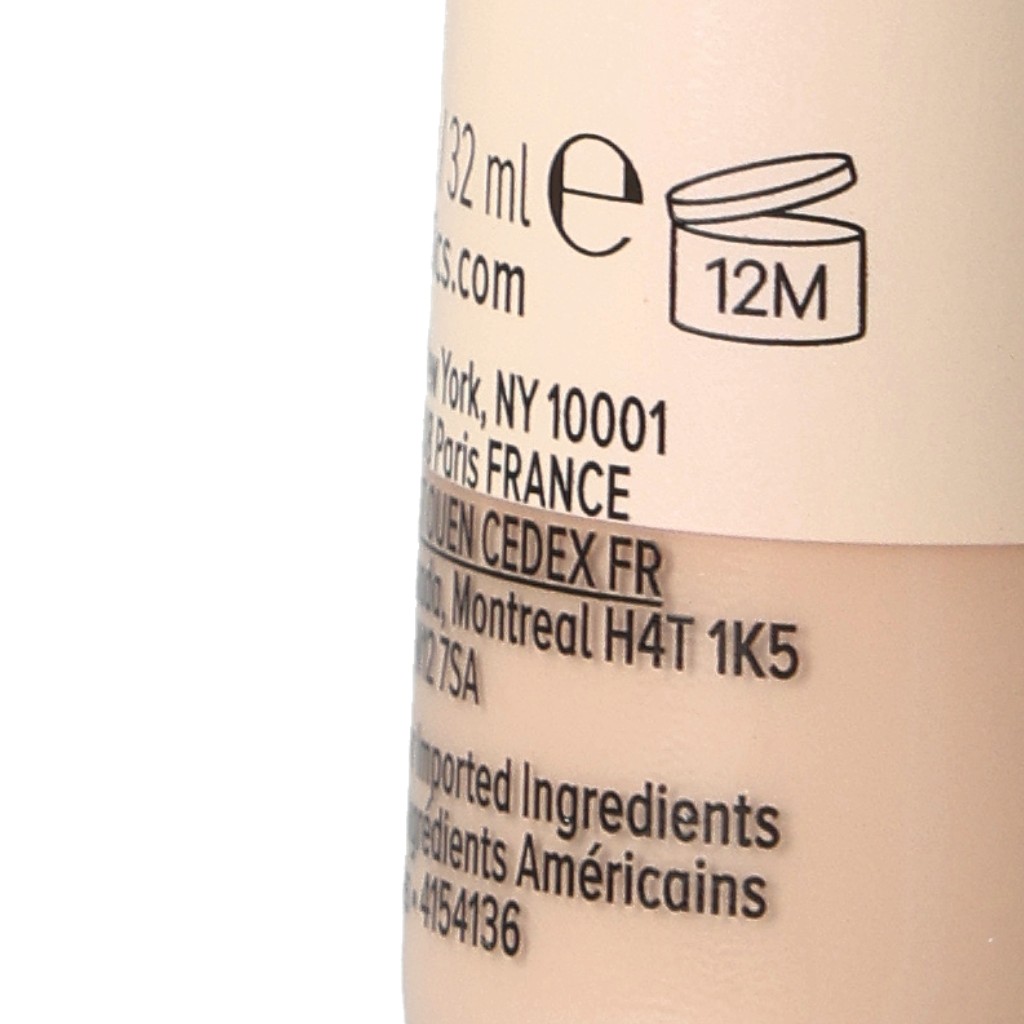 32 ml e
12M
.com
York, NY 10001
Paris FRANCE
OUEN CEDEX FR
Montreal H4T 1K5
7SA
Imported Ingredients
Américains
4154136